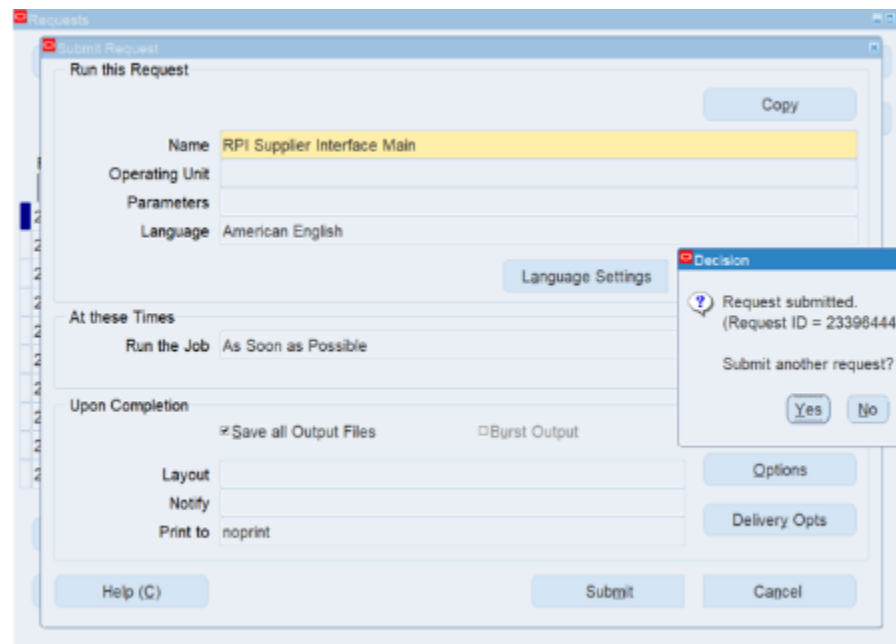 Requests
Submit Request
Run this Request
Copy
Name RPI Supplier Interface Main
Operating Unit
Parameters
Language American English
Language Settings
Decision
Request submitted.
(Request ID = 23396444
Submit another request?
Yes No
At these Times
Run the Job As Soon as Possible
Upon Completion
Save all Output Files Burst Output
Layout
Options
Notify
Print to noprint
Delivery Opts
Help (C) Submit Cancel